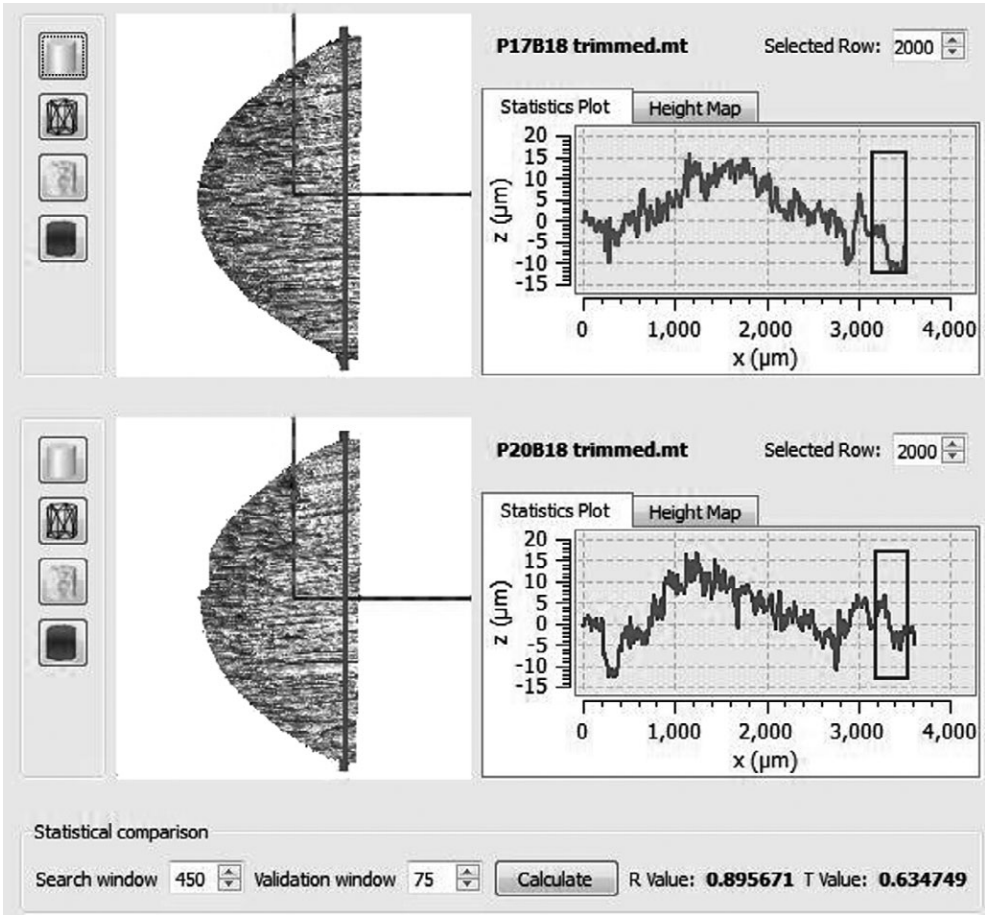 P17B18 trimmed.mt Selected Row: 2000
Statistics Plot Height Map
20
15
10
5
0
-5
-10
-15
z (µm)
0 1,000 2,000 3,000 4,000
x (µm)
P20B18 trimmed.mt Selected Row: 2000
Statistics Plot Height Map
20
15
10
5
0
-5
-10
-15
z (µm)
0 1,000 2,000 3,000 4,000
x (µm)
Statistical comparison
Search window 450 Validation window 75 Calculate R Value: 0.895671 T Value: 0.634749